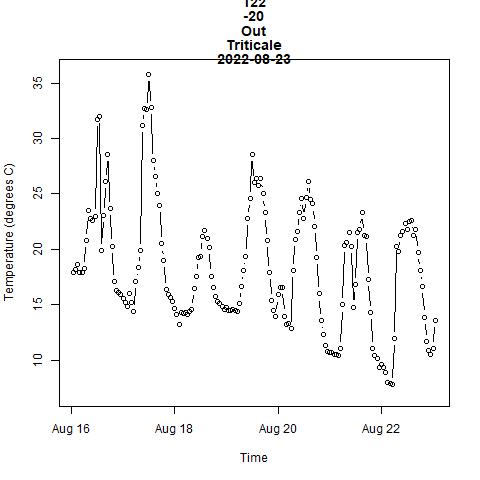 122
-20
Out
Triticale
2022-08-23
Temperature (degrees C)
35
30
25
20
15
10
Aug 16
Aug 18
Aug 20
Aug 22
Time